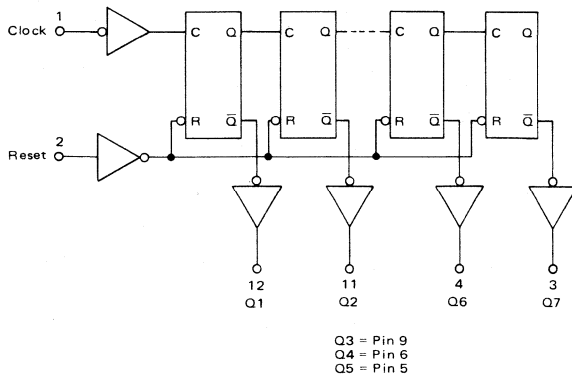 Clock 1
C Q C Q C Q C Q
R Q̅ R Q̅ R Q̅ R Q̅
Reset 2
12 11 4 3
Q1 Q2 Q6 Q7
Q3 = Pin 9
Q4 = Pin 6
Q5 = Pin 5